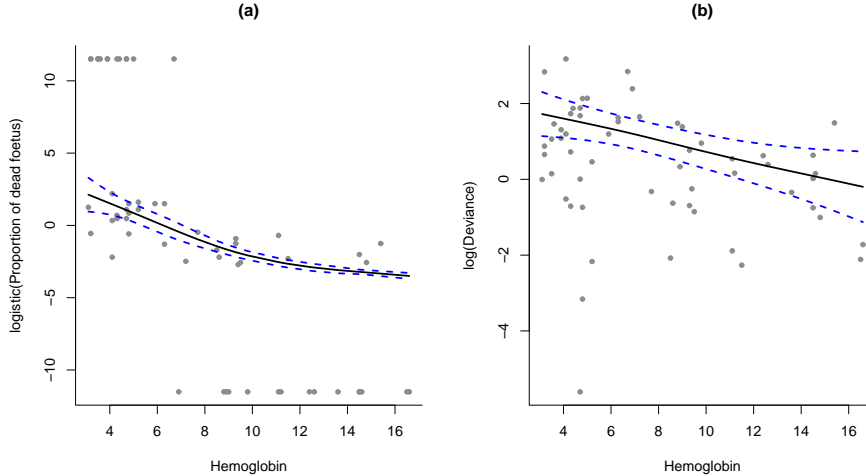 (a)
logistic(Proportion of dead foetus)
10
5
0
−5
−10
4 6 8 10 12 14 16
Hemoglobin
(b)
log(Deviance)
2
0
−2
−4
4 6 8 10 12 14 16
Hemoglobin